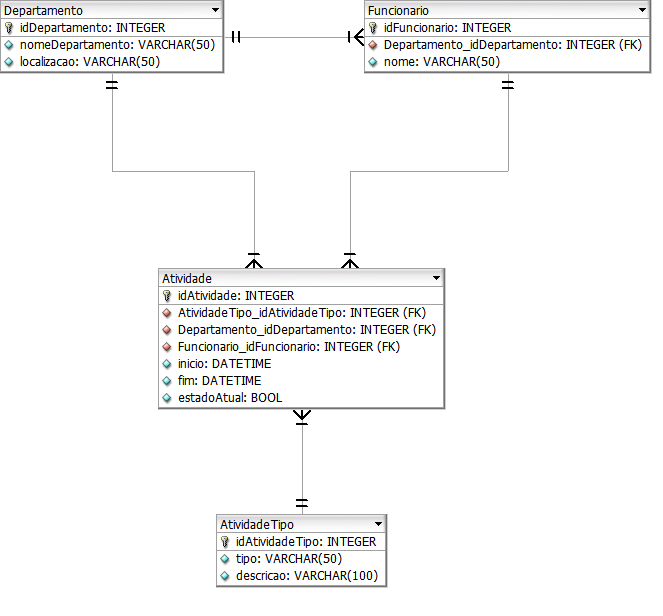 Departamento
idDepartamento: INTEGER
nomeDepartamento: VARCHAR(50)
localizacao: VARCHAR(50)
Funcionario
idFuncionario: INTEGER
Departamento_idDepartamento: INTEGER (FK)
nome: VARCHAR(50)
Atividade
idAtividade: INTEGER
AtividadeTipo_idAtividadeTipo: INTEGER (FK)
Departamento_idDepartamento: INTEGER (FK)
Funcionario_idFuncionario: INTEGER (FK)
inicio: DATETIME
fim: DATETIME
estadoAtual: BOOL
AtividadeTipo
idAtividadeTipo: INTEGER
tipo: VARCHAR(50)
descricao: VARCHAR(100)